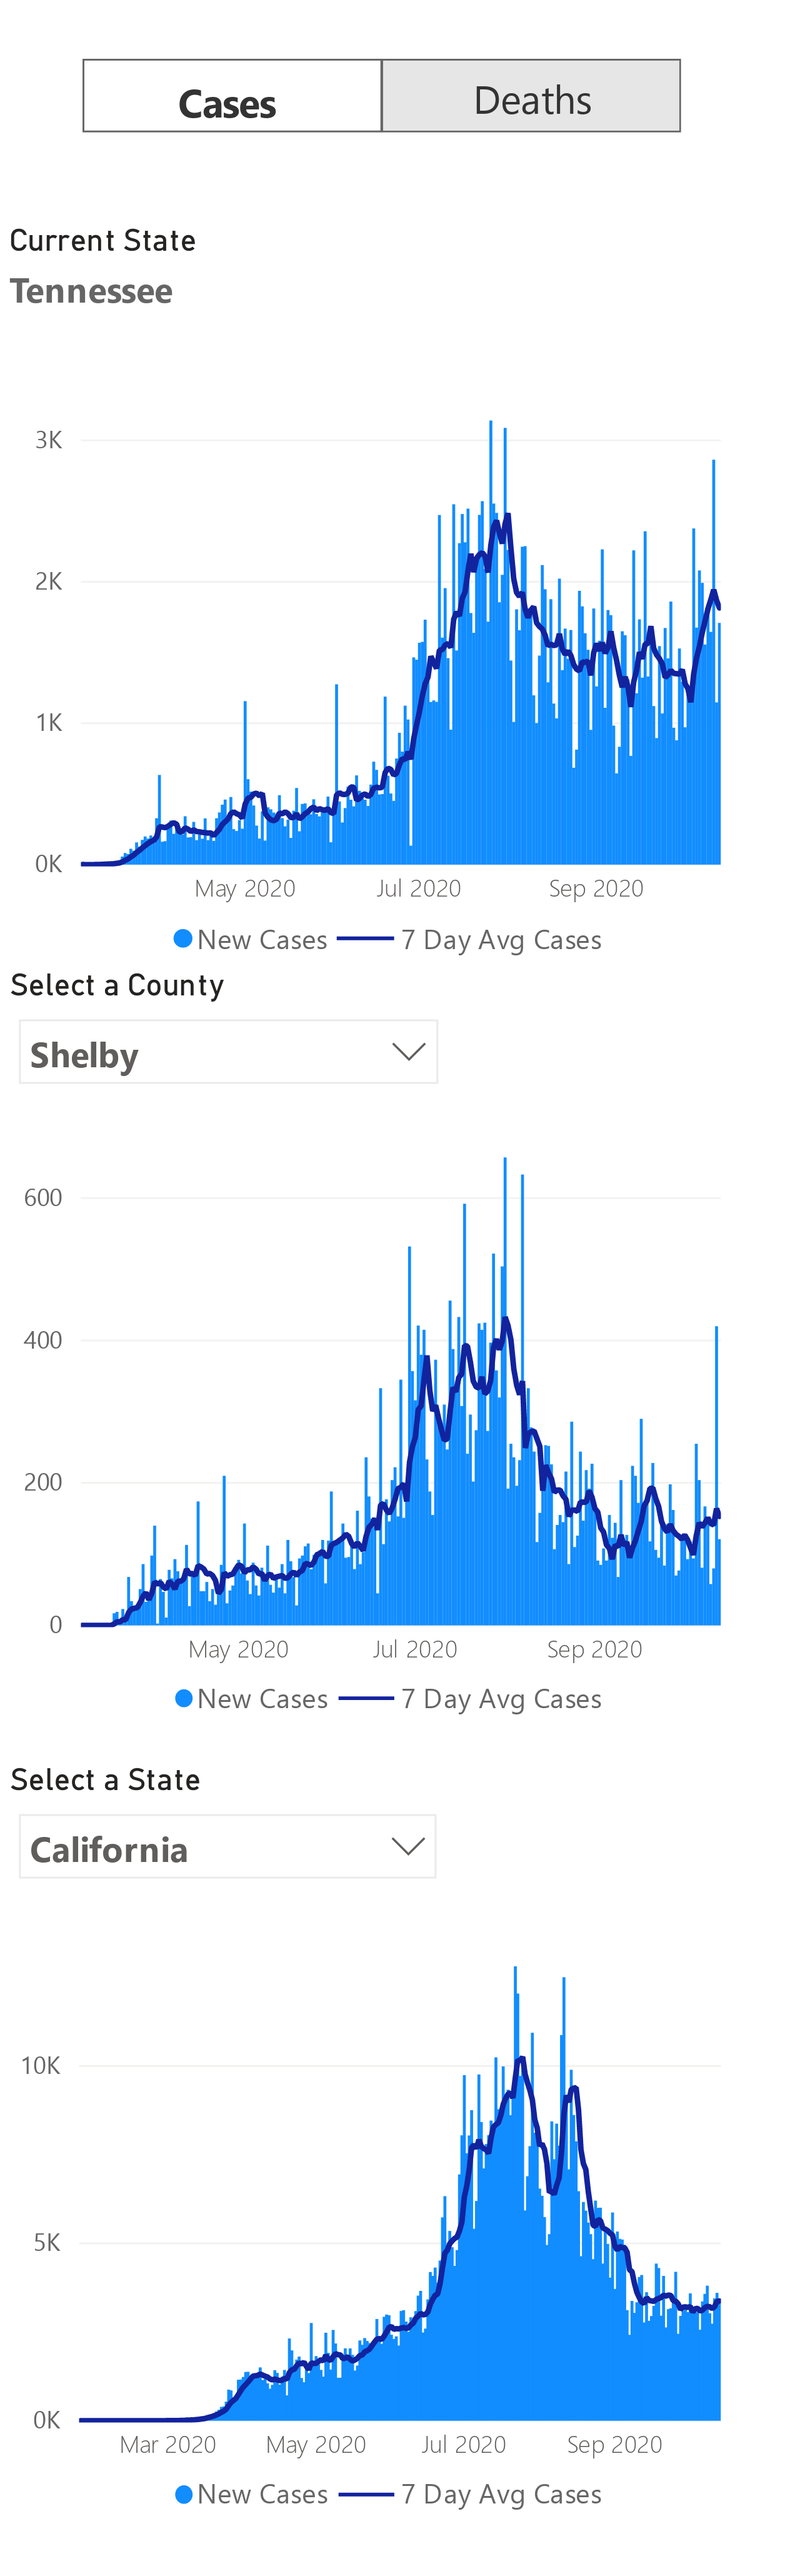 Cases Deaths
Current State
Tennessee
3K
2K
1K
0K
May 2020 Jul 2020 Sep 2020
New Cases 7 Day Avg Cases
Select a County
Shelby
600
400
200
0
May 2020 Jul 2020 Sep 2020
New Cases 7 Day Avg Cases
Select a State
California
10K
5K
0K
Mar 2020 May 2020 Jul 2020 Sep 2020
New Cases 7 Day Avg Cases